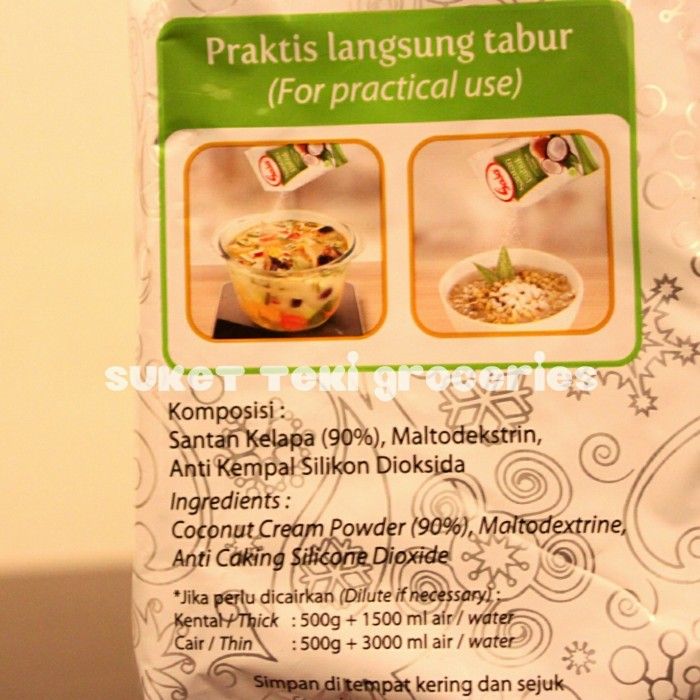 Praktis langsung tabur
(For practical use)
SUKET TEKI groceries
Komposisi :
Santan Kelapa (90%), Maltodekstrin,
Anti Kempal Silikon Dioksida
Ingredients :
Coconut Cream Powder (90%), Maltodextrine,
Anti Caking Silicone Dioxide
*Jika perlu dicairkan (Dilute if necessary) :
Kental / Thick : 500g + 1500 ml air / water
Cair / Thin : 500g + 3000 ml air / water
Simpan di tempat kering dan sejuk